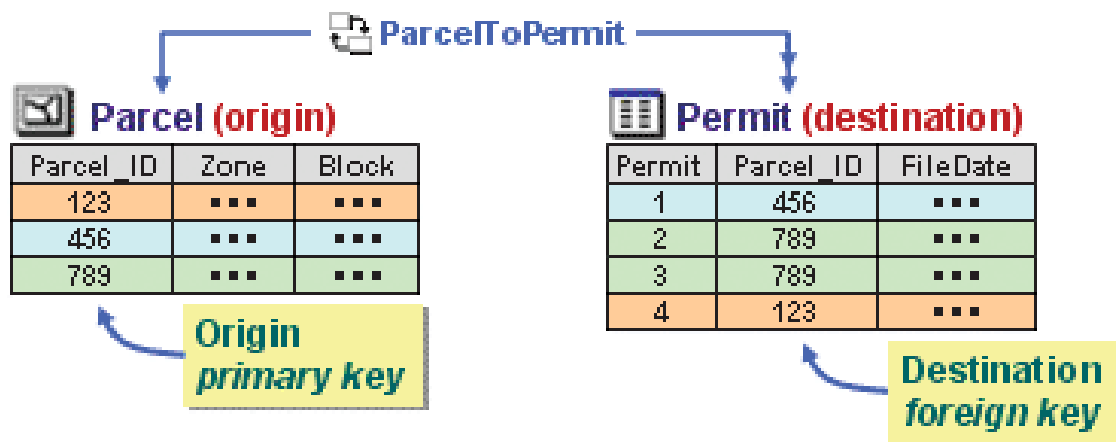 ParcelToPermit
Parcel (origin)
Parcel_ID Zone Block
123 ▪▪▪ ▪▪▪
456 ▪▪▪ ▪▪▪
789 ▪▪▪ ▪▪▪
Origin
primary key
Permit (destination)
Permit Parcel_ID FileDate
1 456 ▪▪▪
2 789 ▪▪▪
3 789 ▪▪▪
4 123 ▪▪▪
Destination
foreign key